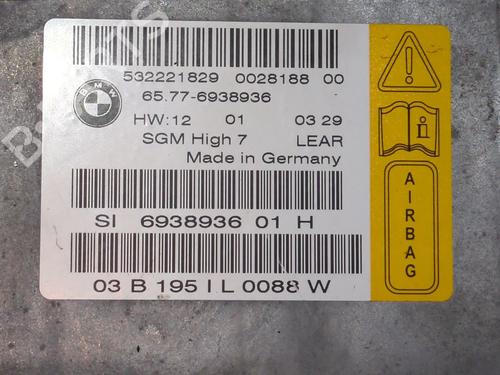 532221829 0028188 00
BMW
65.77-6938936
HW:12 01 03 29
SGM High 7 LEAR
Made in Germany
SI 6938936 01 H
03 B 195 I L 0088 W
AIRBAG